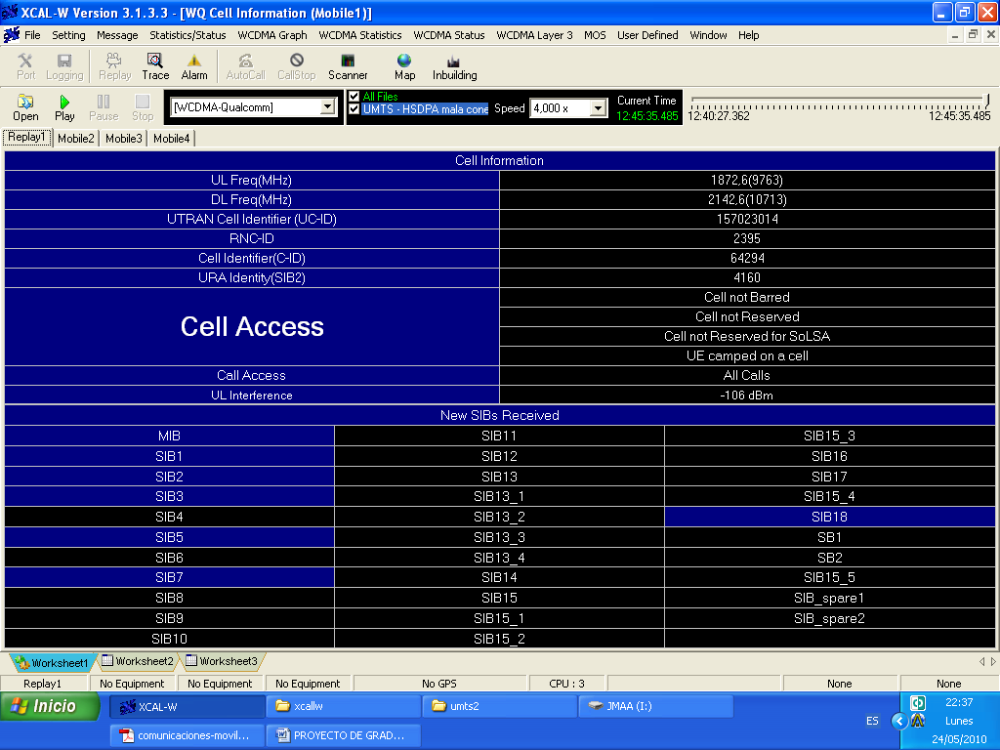 XCAL-W Version 3.1.3.3 - [WQ Cell Information (Mobile1)]
File Setting Message Statistics/Status WCDMA Graph WCDMA Statistics WCDMA Status WCDMA Layer 3 MOS User Defined Window Help
Port Logging Replay Trace Alarm AutoCall CallStop Scanner Map Inbuilding
Open Play Pause Stop [WCDMA-Qualcomm]
All Files
UMTS - HSDPA mala cone
Speed 4,000 x
Current Time
12:45:35.485
12:40:27.362 12:45:35.485
Replay1 Mobile2 Mobile3 Mobile4
Cell Information
UL Freq(MHz) 1872,6(9763)
DL Freq(MHz) 2142,6(10713)
UTRAN Cell Identifier (UC-ID) 157023014
RNC-ID 2395
Cell Identifier(C-ID) 64294
URA Identity(SIB2) 4160
Cell Access
Cell not Barred
Cell not Reserved
Cell not Reserved for SoLSA
UE camped on a cell
Call Access All Calls
UL Interference -106 dBm
New SIBs Received
MIB SIB11 SIB15_3
SIB1 SIB12 SIB16
SIB2 SIB13 SIB17
SIB3 SIB13_1 SIB15_4
SIB4 SIB13_2 SIB18
SIB5 SIB13_3 SB1
SIB6 SIB13_4 SB2
SIB7 SIB14 SIB15_5
SIB8 SIB15 SIB_spare1
SIB9 SIB15_1 SIB_spare2
SIB10 SIB15_2
Worksheet1 Worksheet2 Worksheet3
Replay1 No Equipment No Equipment No Equipment No GPS CPU : 3 None None
Inicio XCAL-W xcallw umts2 JMAA (I:)
comunicaciones-movil... PROYECTO DE GRAD...
ES
22:37
Lunes
24/05/2010